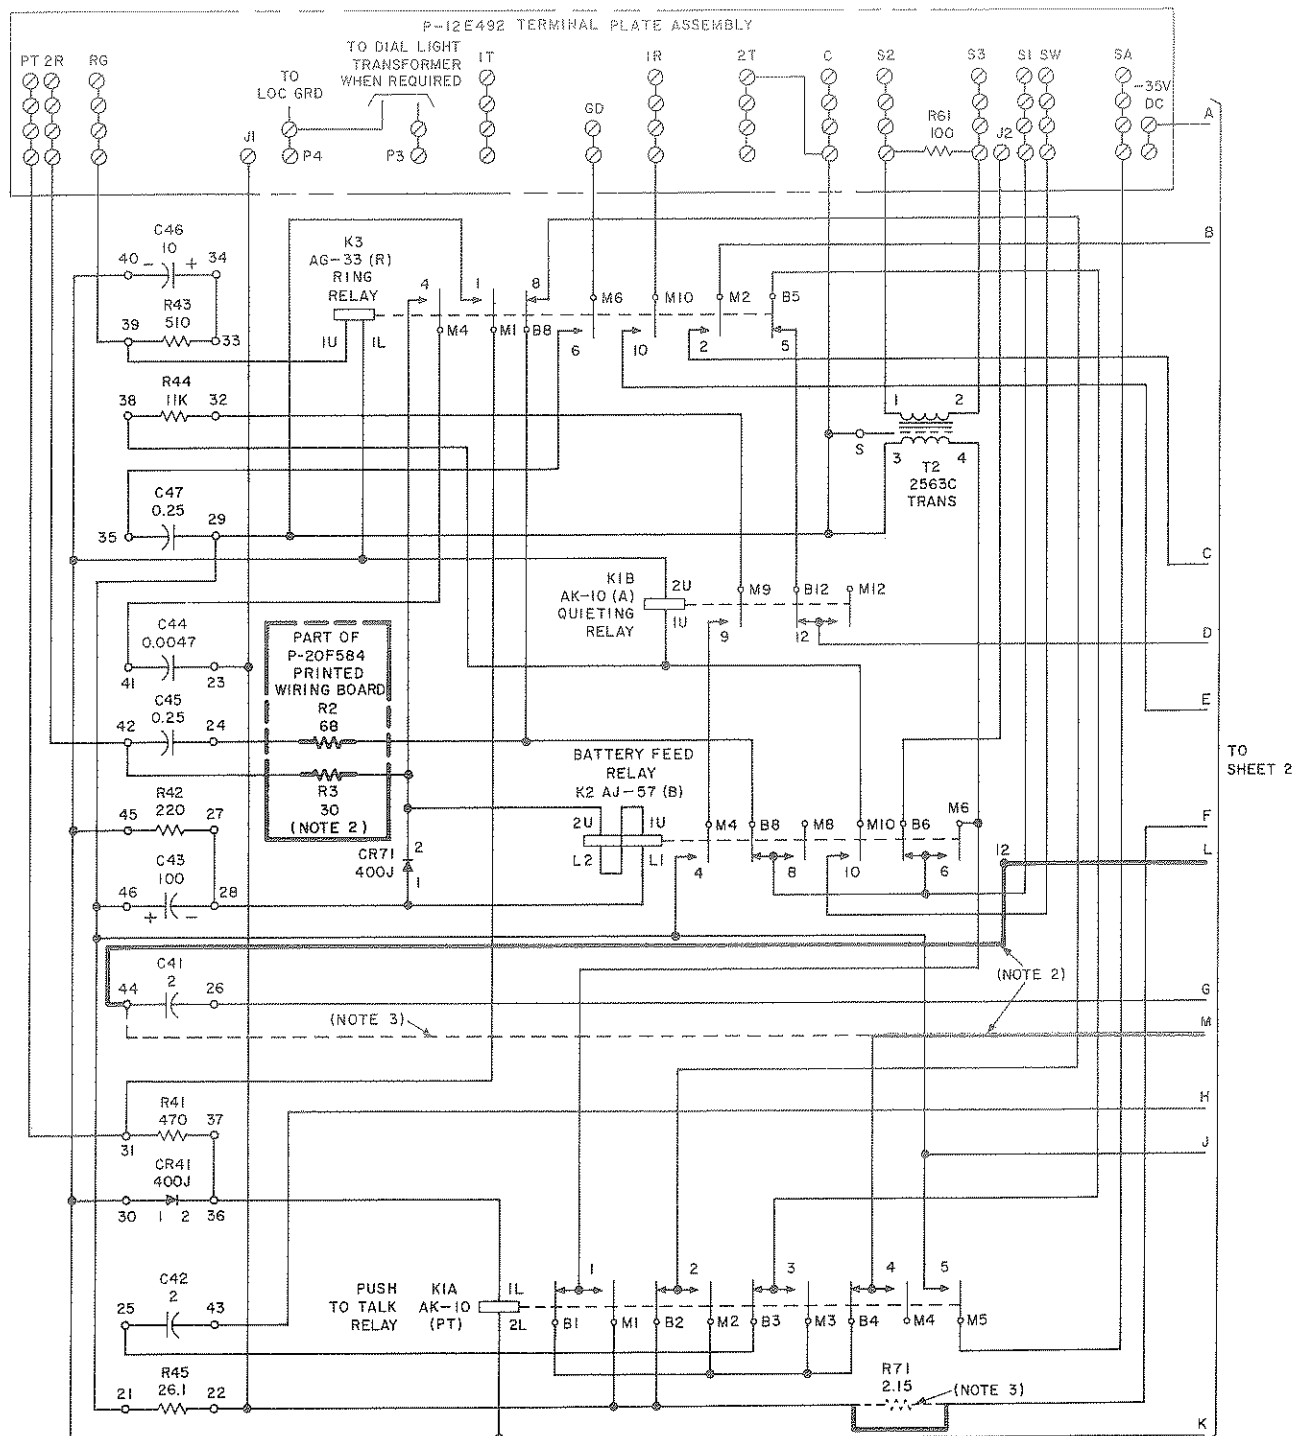 P-12E492 TERMINAL PLATE ASSEMBLY
PT 2R RG
TO LOC GRD
TO DIAL LIGHT
TRANSFORMER
WHEN REQUIRED
1T
1R
2T
C
S2
S3
S1 SW
SA
-35V
DC
A
GD
R61
100
J1
P4
P3
J2
B
C46
10
40 - + 34
R43
510
39
33
K3
AG-33 (R)
RING
RELAY
1U 1L
4
M4
1
M1
8
B8
M6
6
M10
10
M2
2
B5
5
R44
11K
38
32
1 2
S
3 4
T2
2563C
TRANS
C47
0.25
35
29
C
K1B
AK-10 (A)
QUIETING
RELAY
2U
1U
M9
9
B12
12
M12
D
C44
0.0047
41
23
PART OF
P-20F584
PRINTED
WIRING BOARD
R2
68
R3
30
(NOTE 2)
C45
0.25
42
24
E
TO
SHEET 2
BATTERY FEED
RELAY
K2 AJ-57 (B)
2U 1U
L2 L1
M4
4
B8
8
M8
M10
10
B6
6
M6
12
F
L
R42
220
45
27
CR71
400J
2
1
C43
100
46
+ -
28
(NOTE 2)
C41
2
44
26
G
(NOTE 3)
M
R41
470
31
37
H
J
CR41
400J
30 1 2 36
C42
2
25
43
PUSH
TO TALK
RELAY
K1A
AK-10
(PT)
1L
2L
1
2
3
4
5
B1
M1
B2
M2
B3
M3
B4
M4
M5
R45
26.1
21
22
R71
2.15
(NOTE 3)
K